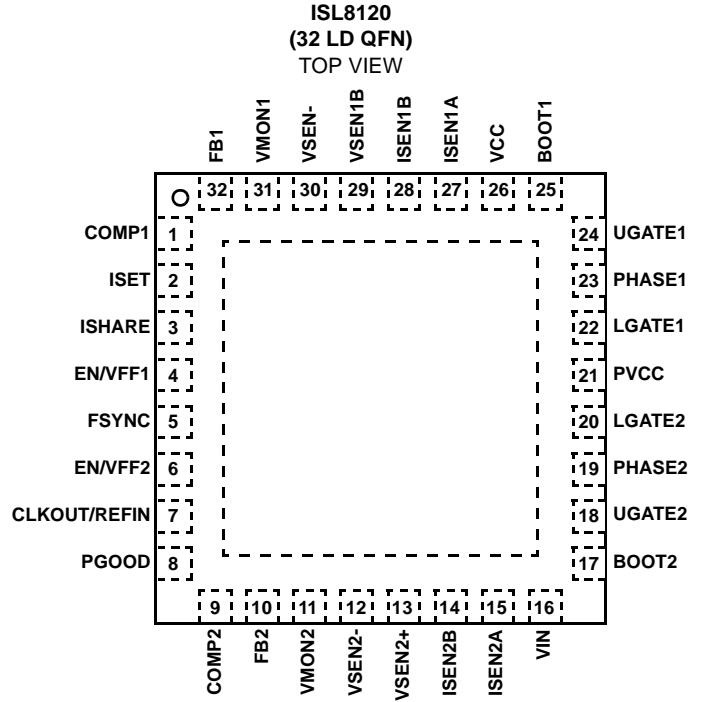 ISL8120
(32 LD QFN)
TOP VIEW
FB1
VMON1
VSEN-
VSEN1B
ISEN1B
ISEN1A
VCC
BOOT1
32 31 30 29 28 27 26 25
COMP1 1
24 UGATE1
ISET 2
23 PHASE1
ISHARE 3
22 LGATE1
EN/VFF1 4
21 PVCC
FSYNC 5
20 LGATE2
EN/VFF2 6
19 PHASE2
CLKOUT/REFIN 7
18 UGATE2
PGOOD 8
17 BOOT2
9 10 11 12 13 14 15 16
COMP2
FB2
VMON2
VSEN2-
VSEN2+
ISEN2B
ISEN2A
VIN